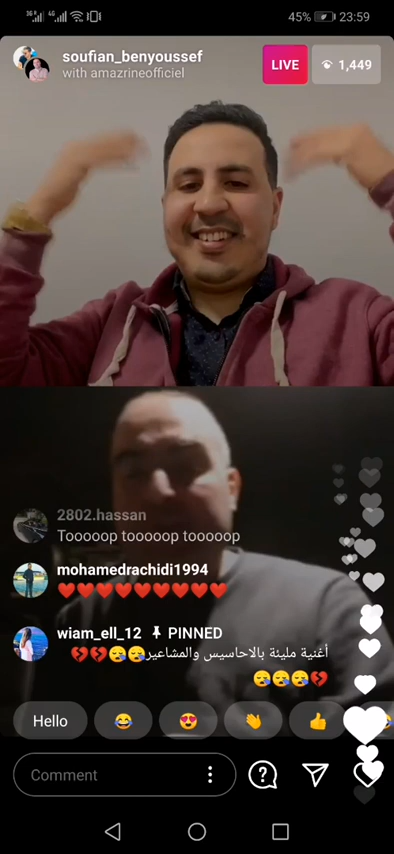 45% 23:59
soufian_benyoussef
with amazrineofficiel
LIVE
1,449
2802.hassan
Tooooop tooooop tooooop
mohamedrachidi1994
❤️❤️❤️❤️❤️❤️❤️❤️❤️
wiam_ell_12 PINNED
أغنية مليئة بالاحاسيس والمشاعير😪😪💔💔
💔😪😪😪
Hello 😂 😍 👏 👍
Comment